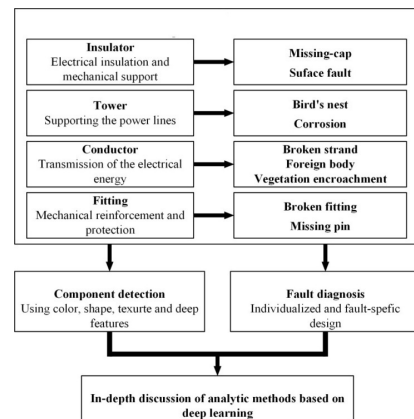 Insulator
Electrical insulation and
mechanical support
Missing-cap
Suface fault
Tower
Supporting the power lines
Bird's nest
Corrosion
Conductor
Transmission of the electrical
energy
Broken strand
Foreign body
Vegetation encroachment
Fitting
Mechanical reinforcement and
protection
Broken fitting
Missing pin
Component detection
Using color, shape, texurte and deep
features
Fault diagnosis
Individualized and fault-spefic
design
In-depth discussion of analytic methods based on
deep learning